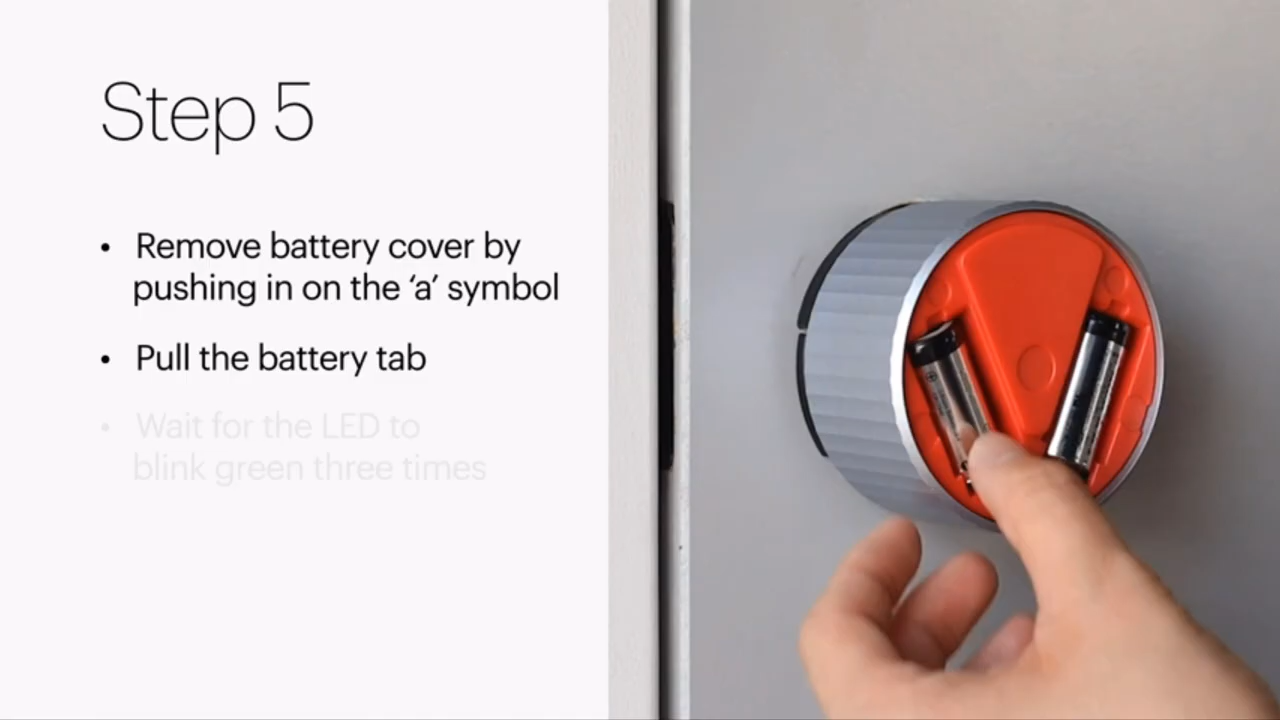 Step 5
• Remove battery cover by
pushing in on the ‘a’ symbol
• Pull the battery tab
• Wait for the LED to
blink green three times